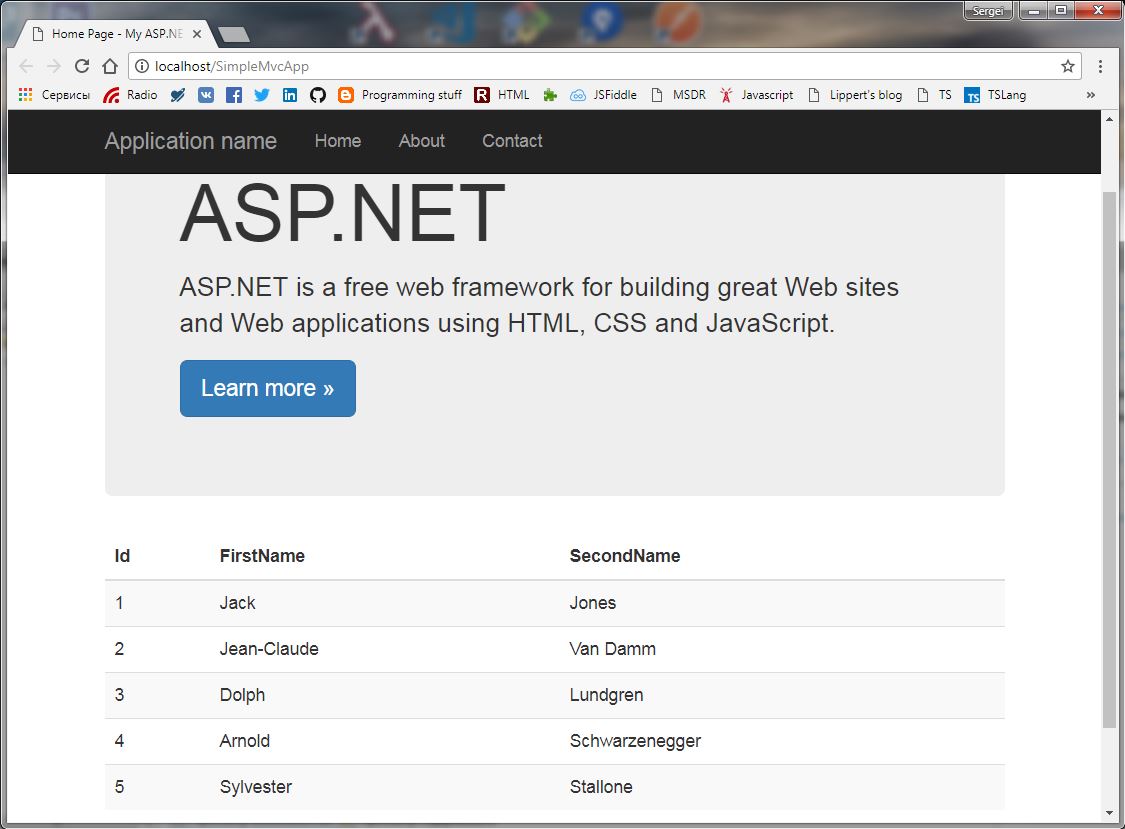 Sergei
Home Page - My ASP.NE
localhost/SimpleMvcApp
Сервисы Radio Programming stuff R HTML JSFiddle MSDR Javascript Lippert's blog TS TS TSLang »
Application name Home About Contact
ASP.NET
ASP.NET is a free web framework for building great Web sites
and Web applications using HTML, CSS and JavaScript.
Learn more »
Id FirstName SecondName
1 Jack Jones
2 Jean-Claude Van Damm
3 Dolph Lundgren
4 Arnold Schwarzenegger
5 Sylvester Stallone